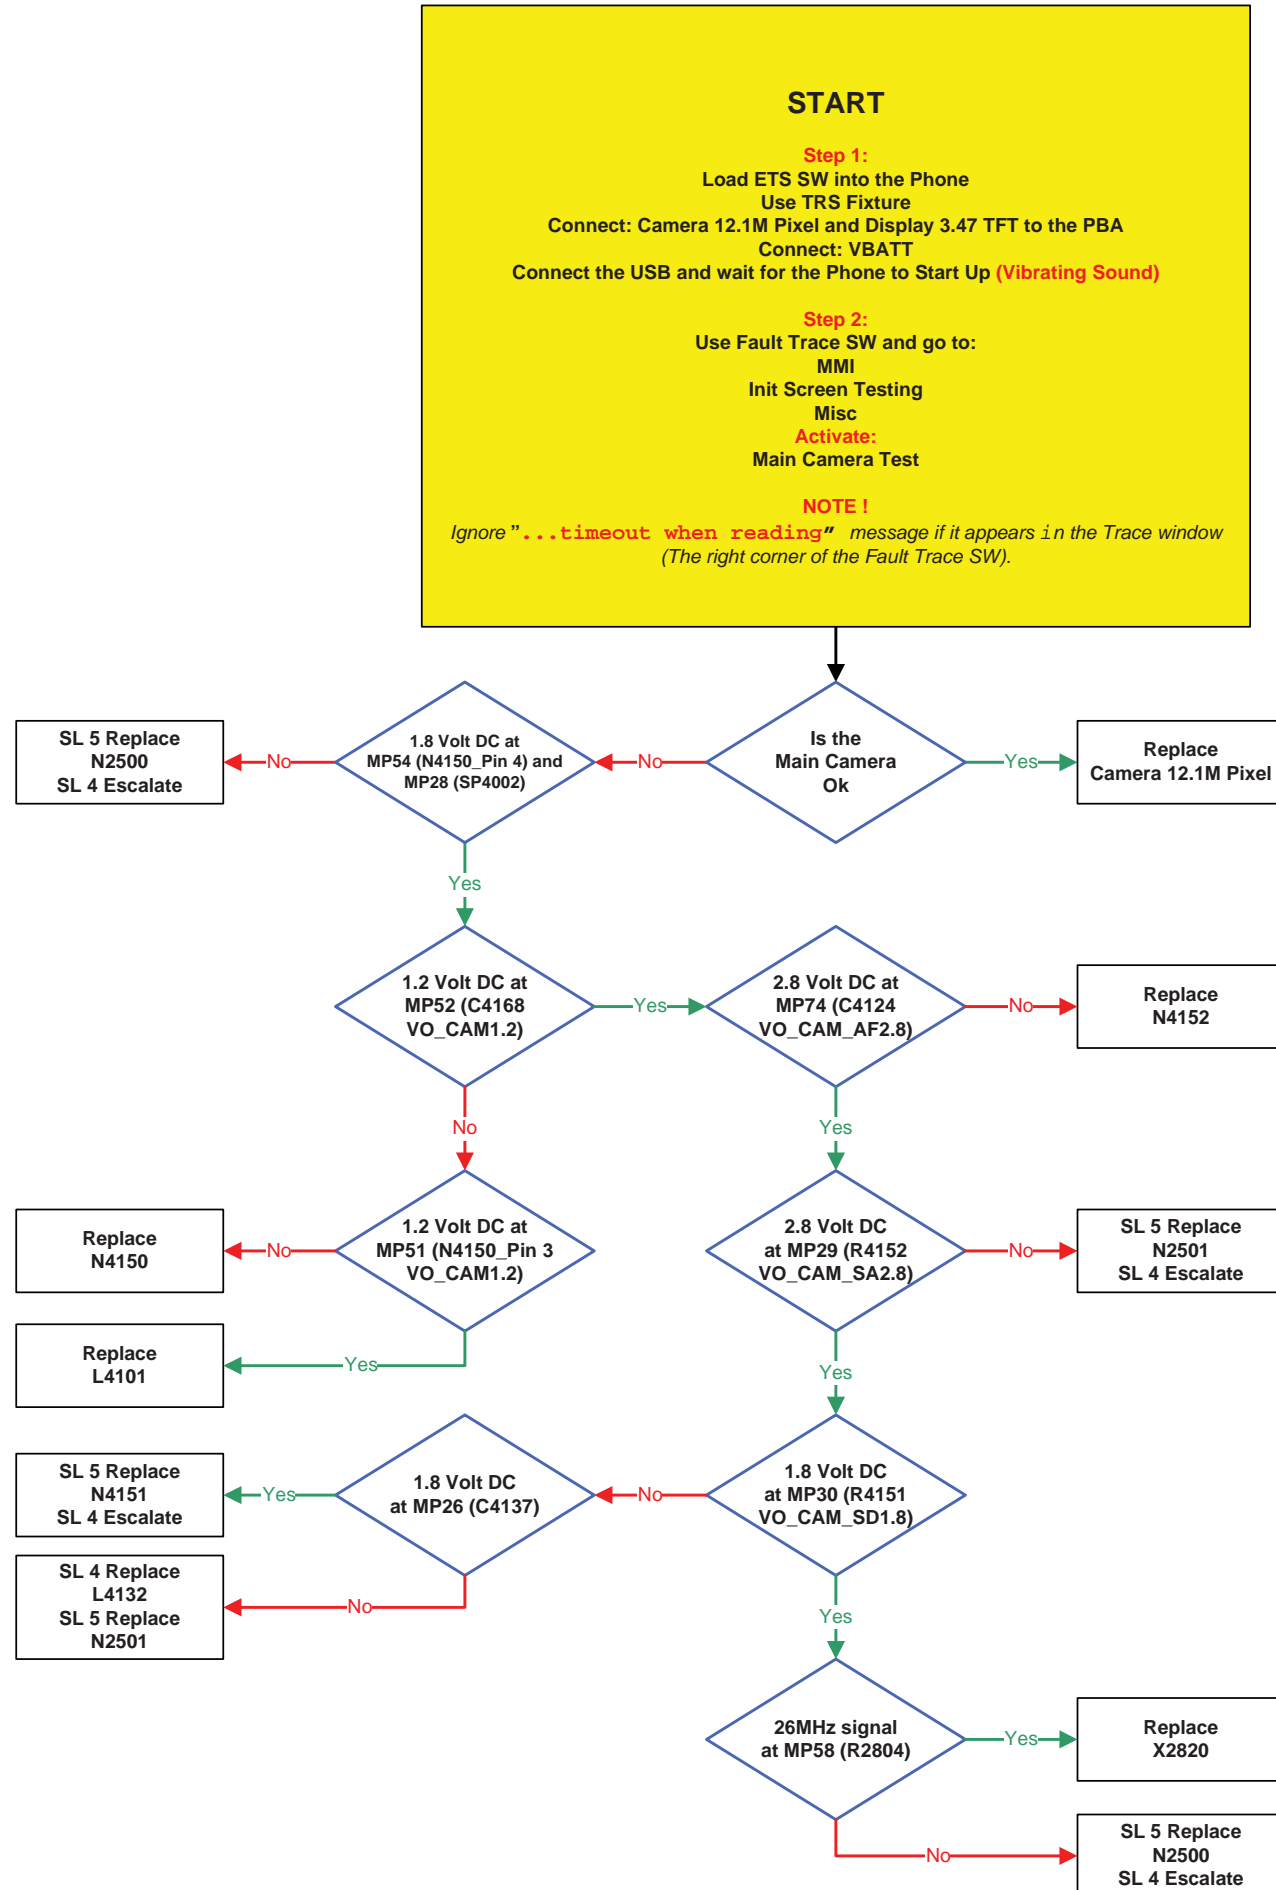 START
Step 1:
Load ETS SW into the Phone
Use TRS Fixture
Connect: Camera 12.1M Pixel and Display 3.47 TFT to the PBA
Connect: VBATT
Connect the USB and wait for the Phone to Start Up (Vibrating Sound)
Step 2:
Use Fault Trace SW and go to:
MMI
Init Screen Testing
Misc
Activate:
Main Camera Test
NOTE !
Ignore "...timeout when reading" message if it appears in the Trace window
(The right corner of the Fault Trace SW).
SL 5 Replace
N2500
SL 4 Escalate
No
1.8 Volt DC at
MP54 (N4150_Pin 4) and
MP28 (SP4002)
No
Is the
Main Camera
Ok
Yes
Replace
Camera 12.1M Pixel
Yes
1.2 Volt DC at
MP52 (C4168
VO_CAM1.2)
Yes
2.8 Volt DC at
MP74 (C4124
VO_CAM_AF2.8)
No
Replace
N4152
No
Yes
Replace
N4150
No
1.2 Volt DC at
MP51 (N4150_Pin 3
VO_CAM1.2)
2.8 Volt DC
at MP29 (R4152
VO_CAM_SA2.8)
No
SL 5 Replace
N2501
SL 4 Escalate
Replace
L4101
Yes
Yes
SL 5 Replace
N4151
SL 4 Escalate
Yes
1.8 Volt DC
at MP26 (C4137)
No
1.8 Volt DC
at MP30 (R4151
VO_CAM_SD1.8)
SL 4 Replace
L4132
SL 5 Replace
N2501
No
Yes
26MHz signal
at MP58 (R2804)
Yes
Replace
X2820
No
SL 5 Replace
N2500
SL 4 Escalate